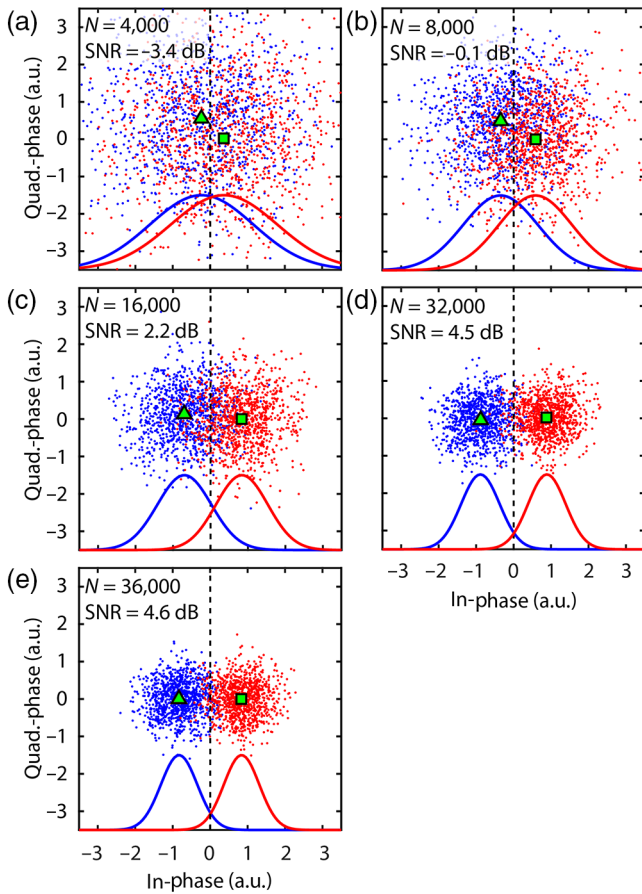 (a)
N = 4,000
SNR = –3.4 dB
Quad.-phase (a.u.)
3
2
1
0
–1
–2
–3
(b)
N = 8,000
SNR = –0.1 dB
(c)
N = 16,000
SNR = 2.2 dB
Quad.-phase (a.u.)
3
2
1
0
–1
–2
–3
(d)
N = 32,000
SNR = 4.5 dB
–3 –2 –1 0 1 2 3
In-phase (a.u.)
(e)
N = 36,000
SNR = 4.6 dB
Quad.-phase (a.u.)
3
2
1
0
–1
–2
–3
–3 –2 –1 0 1 2 3
In-phase (a.u.)